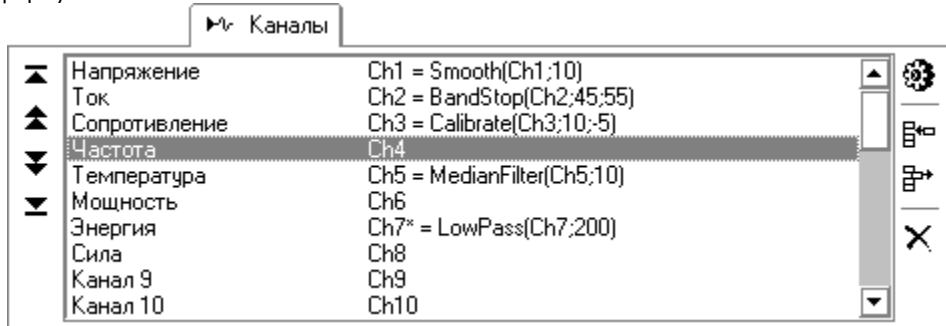 Каналы
Напряжение Ch1 = Smooth(Ch1;10)
Ток Ch2 = BandStop(Ch2;45;55)
Сопротивление Ch3 = Calibrate(Ch3;10;-5)
Частота Ch4
Температура Ch5 = MedianFilter(Ch5;10)
Мощность Ch6
Энергия Ch7* = LowPass(Ch7;200)
Сила Ch8
Канал 9 Ch9
Канал 10 Ch10